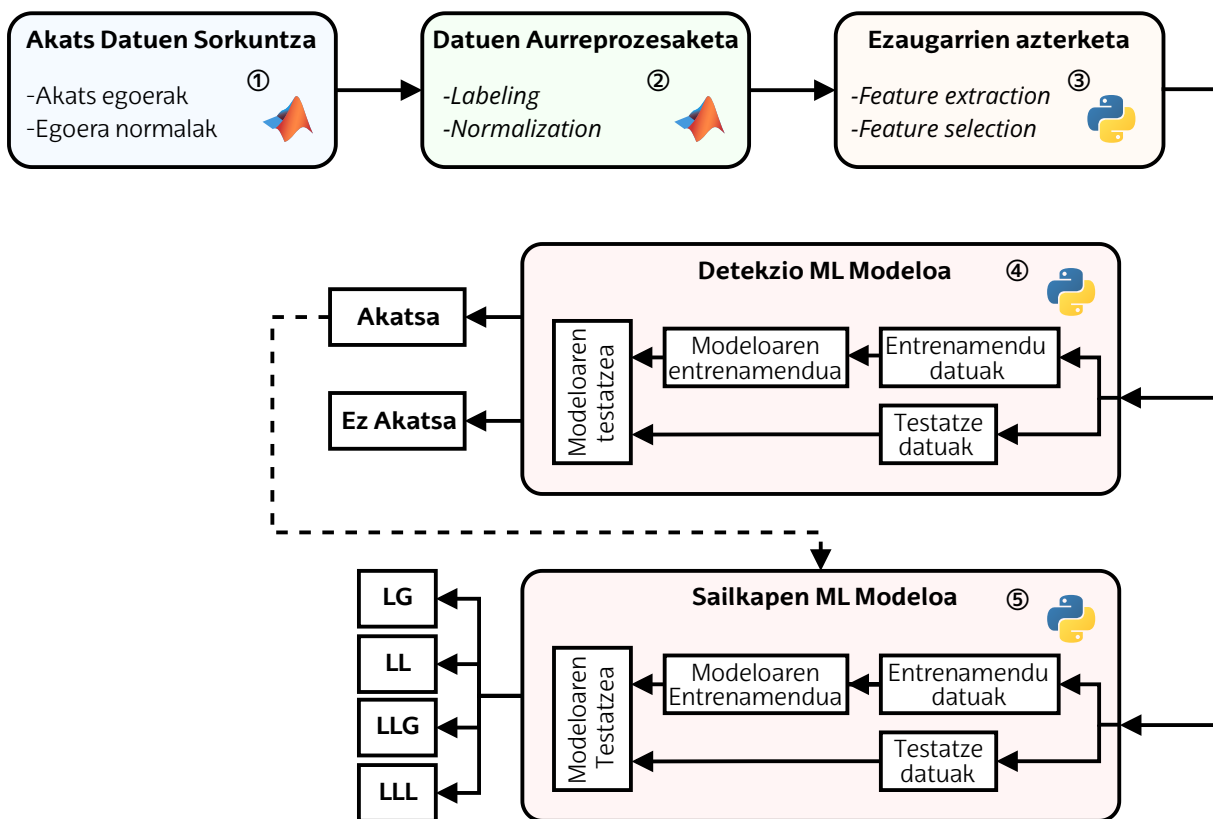 Akats Datuen Sorkuntza
①
-Akats egoerak
-Egoera normalak
Datuen Aurreprozesaketa
②
-Labeling
-Normalization
Ezaugarrien azterketa
③
-Feature extraction
-Feature selection
Detekzio ML Modeloa
④
Akatsa
Ez Akatsa
Modeloaren
testatzea
Modeloaren
entrenamendua
Entrenamendu
datuak
Testatze
datuak
Sailkapen ML Modeloa
⑤
LG
LL
LLG
LLL
Modeloaren
Testatzea
Modeloaren
Entrenamendua
Entrenamendu
datuak
Testatze
datuak